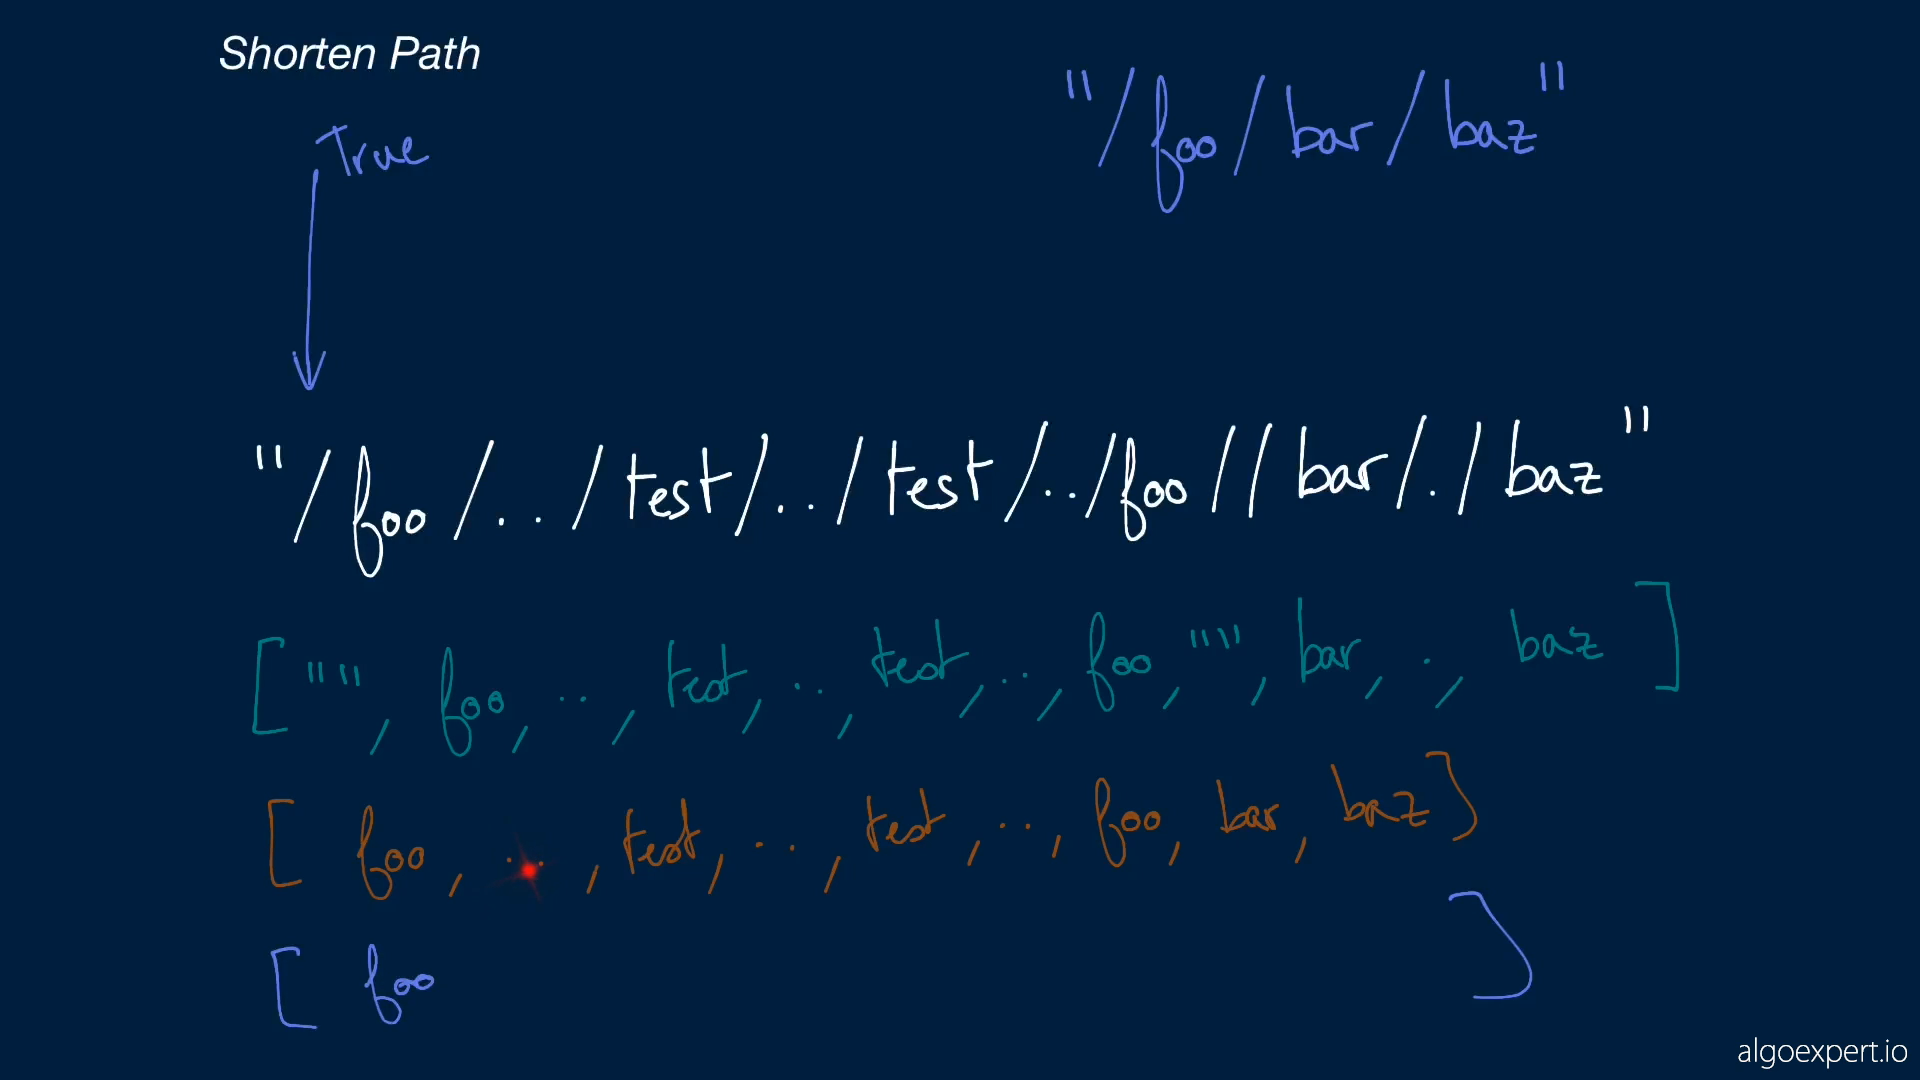 Shorten Path
"/foo/bar/baz"
True
"/foo/../test/../test/../foo//bar/./baz"
["", foo, .., test, .., test, .., foo, "", bar, ., baz]
[ foo, .., test, .., test, .., foo, bar, baz]
[ foo ]
algoexpert.io